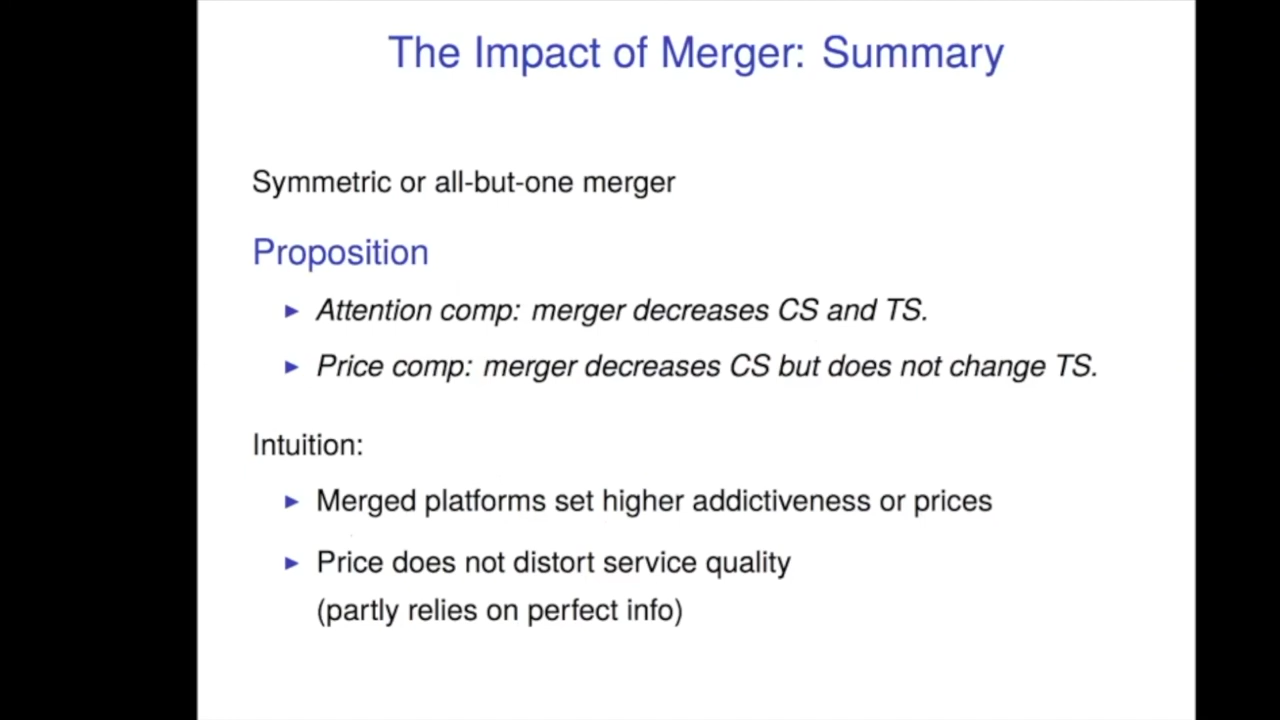 The Impact of Merger: Summary
Symmetric or all-but-one merger
Proposition
▶ Attention comp: merger decreases CS and TS.
▶ Price comp: merger decreases CS but does not change TS.
Intuition:
▶ Merged platforms set higher addictiveness or prices
▶ Price does not distort service quality
(partly relies on perfect info)